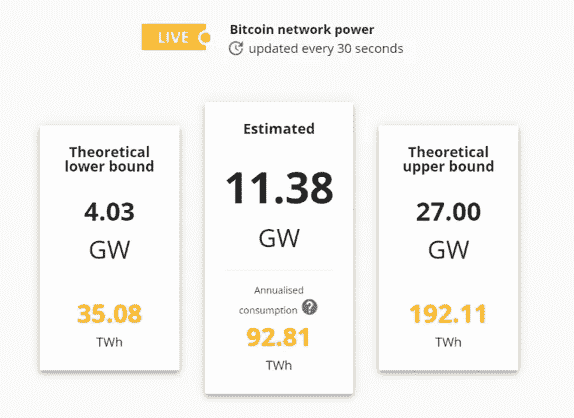 LIVE
Bitcoin network power
updated every 30 seconds
Theoretical
lower bound
4.03
GW
35.08
TWh
Estimated
11.38
GW
Annualised
consumption ?
92.81
TWh
Theoretical
upper bound
27.00
GW
192.11
TWh